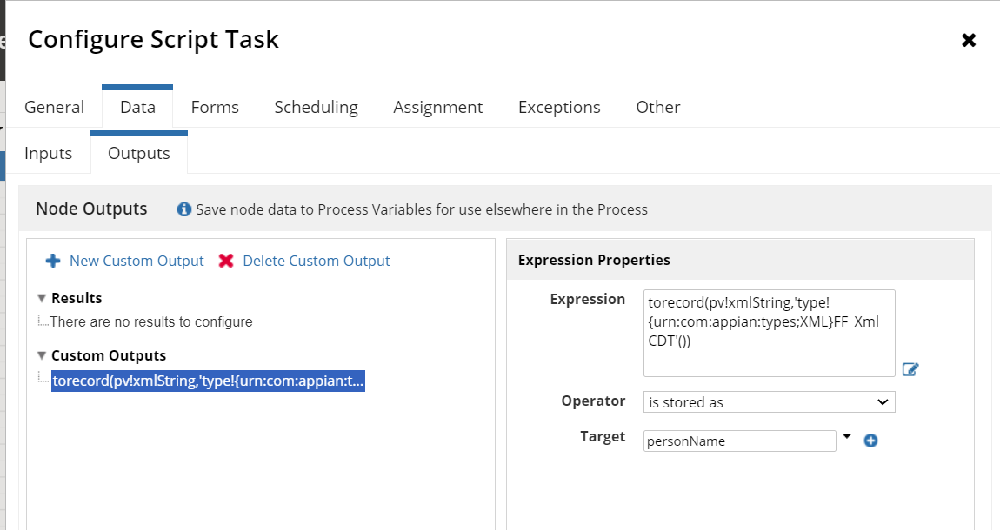 Configure Script Task
General
Data
Forms
Scheduling
Assignment
Exceptions
Other
Inputs
Outputs
Node Outputs
Save node data to Process Variables for use elsewhere in the Process
New Custom Output
Delete Custom Output
Results
There are no results to configure
Custom Outputs
torecord(pv!xmlString,'type!{urn:com:appian:t...
Expression Properties
Expression
torecord(pv!xmlString,'type!
{urn:com:appian:types;XML}FF_Xml_
CDT'())
Operator
is stored as
Target
personName